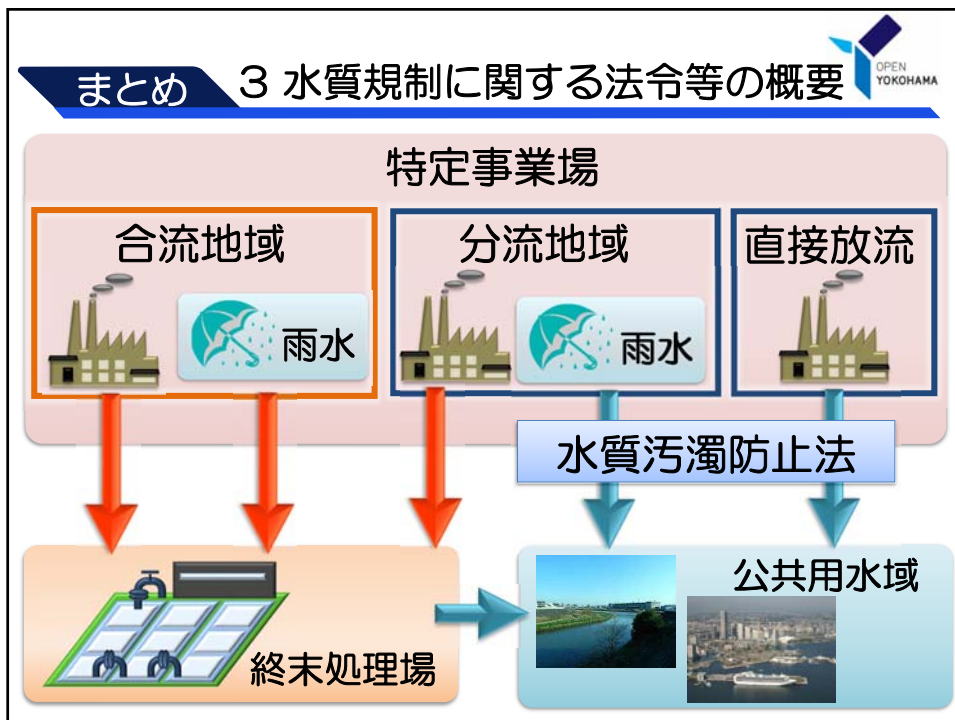 まとめ
3 水質規制に関する法令等の概要
OPEN
YOKOHAMA
特定事業場
合流地域
雨水
分流地域
雨水
直接放流
水質汚濁防止法
終末処理場
公共用水域